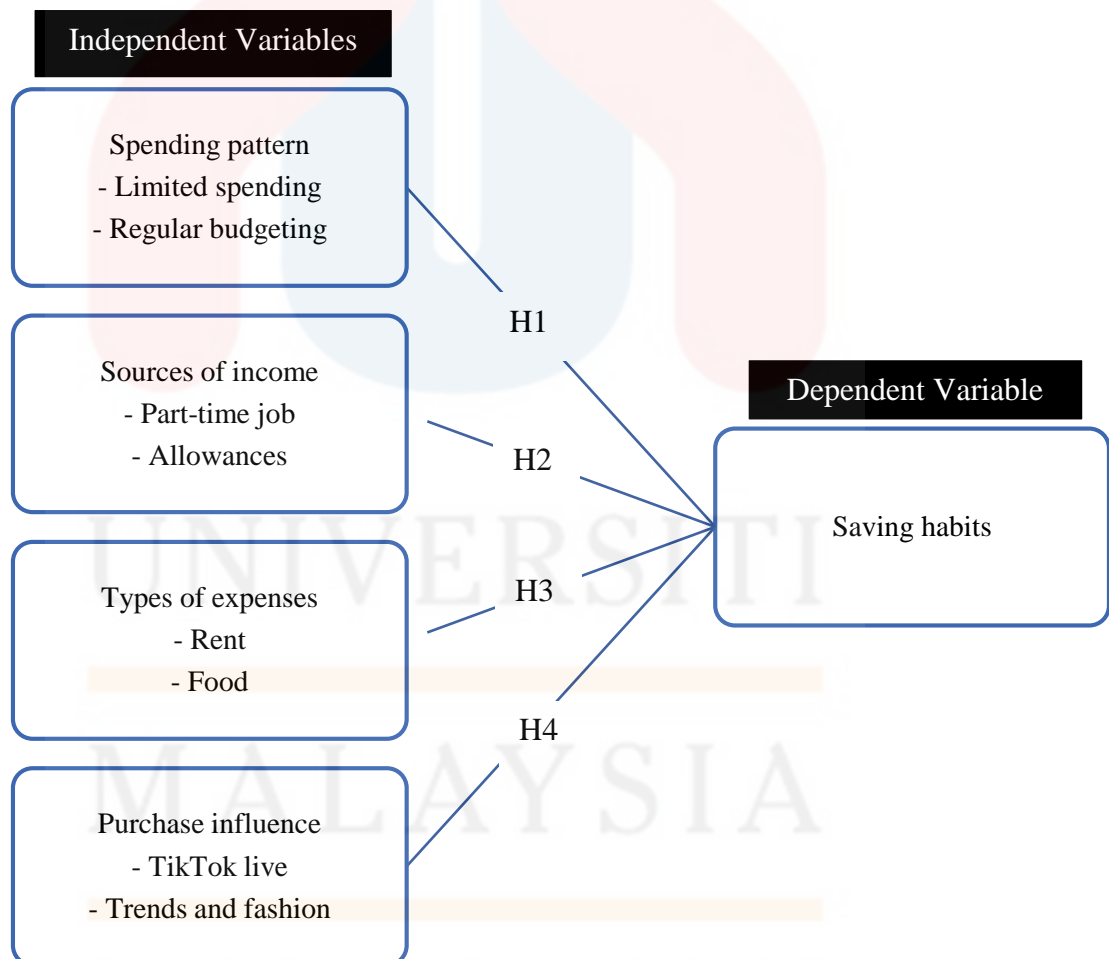 Independent Variables
Spending pattern
- Limited spending
- Regular budgeting
H1
Sources of income
- Part-time job
- Allowances
H2
Dependent Variable
Saving habits
Types of expenses
- Rent
- Food
H3
Purchase influence
- TikTok live
- Trends and fashion
H4
UNIVERSITI
MALAYSIA